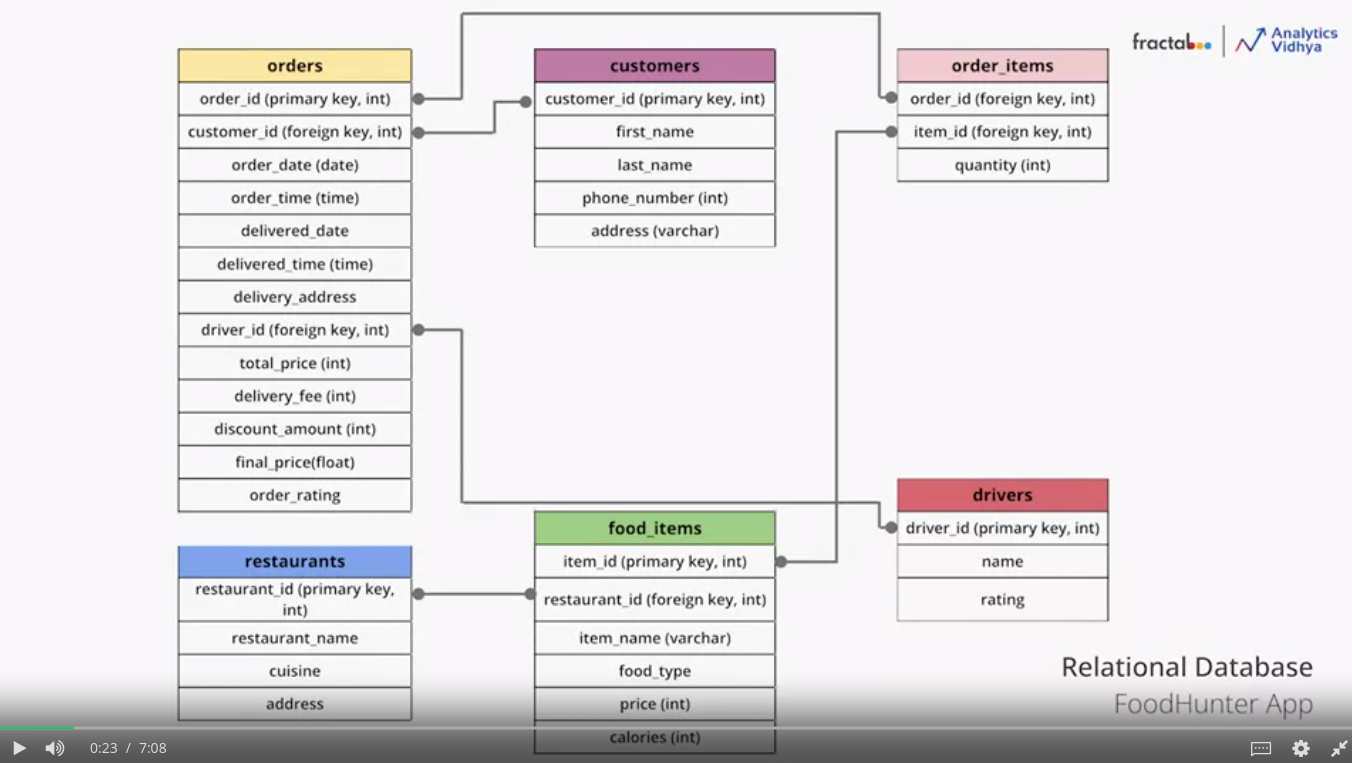 fractal
Analytics
Vidhya
orders
order_id (primary key, int)
customer_id (foreign key, int)
order_date (date)
order_time (time)
delivered_date
delivered_time (time)
delivery_address
driver_id (foreign key, int)
total_price (int)
delivery_fee (int)
discount_amount (int)
final_price(float)
order_rating
customers
customer_id (primary key, int)
first_name
last_name
phone_number (int)
address (varchar)
order_items
order_id (foreign key, int)
item_id (foreign key, int)
quantity (int)
restaurants
restaurant_id (primary key,
int)
restaurant_name
cuisine
address
food_items
item_id (primary key, int)
restaurant_id (foreign key, int)
item_name (varchar)
food_type
price (int)
calories (int)
drivers
driver_id (primary key, int)
name
rating
Relational Database
FoodHunter App
0:23 / 7:08